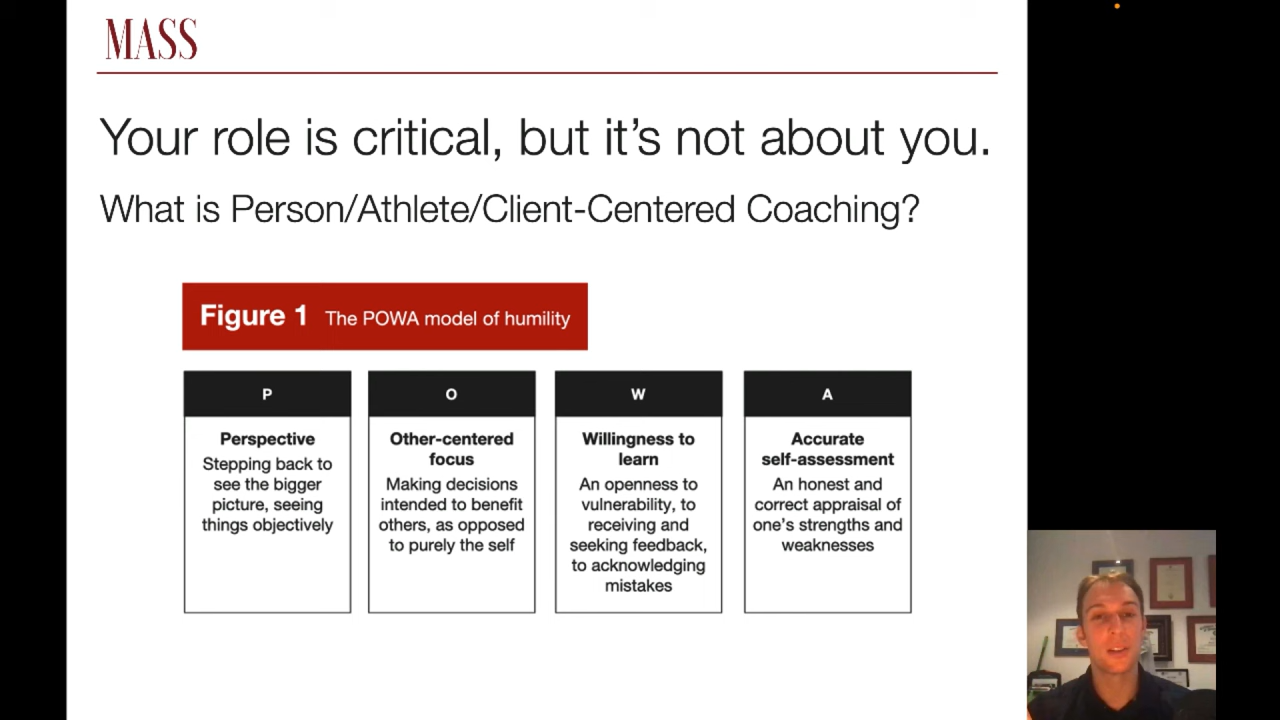 MASS
Your role is critical, but it’s not about you.
What is Person/Athlete/Client-Centered Coaching?
Figure 1 The POWA model of humility
P
Perspective
Stepping back to
see the bigger
picture, seeing
things objectively
O
Other-centered
focus
Making decisions
intended to benefit
others, as opposed
to purely the self
W
Willingness to
learn
An openness to
vulnerability, to
receiving and
seeking feedback,
to acknowledging
mistakes
A
Accurate
self-assessment
An honest and
correct appraisal of
one’s strengths and
weaknesses